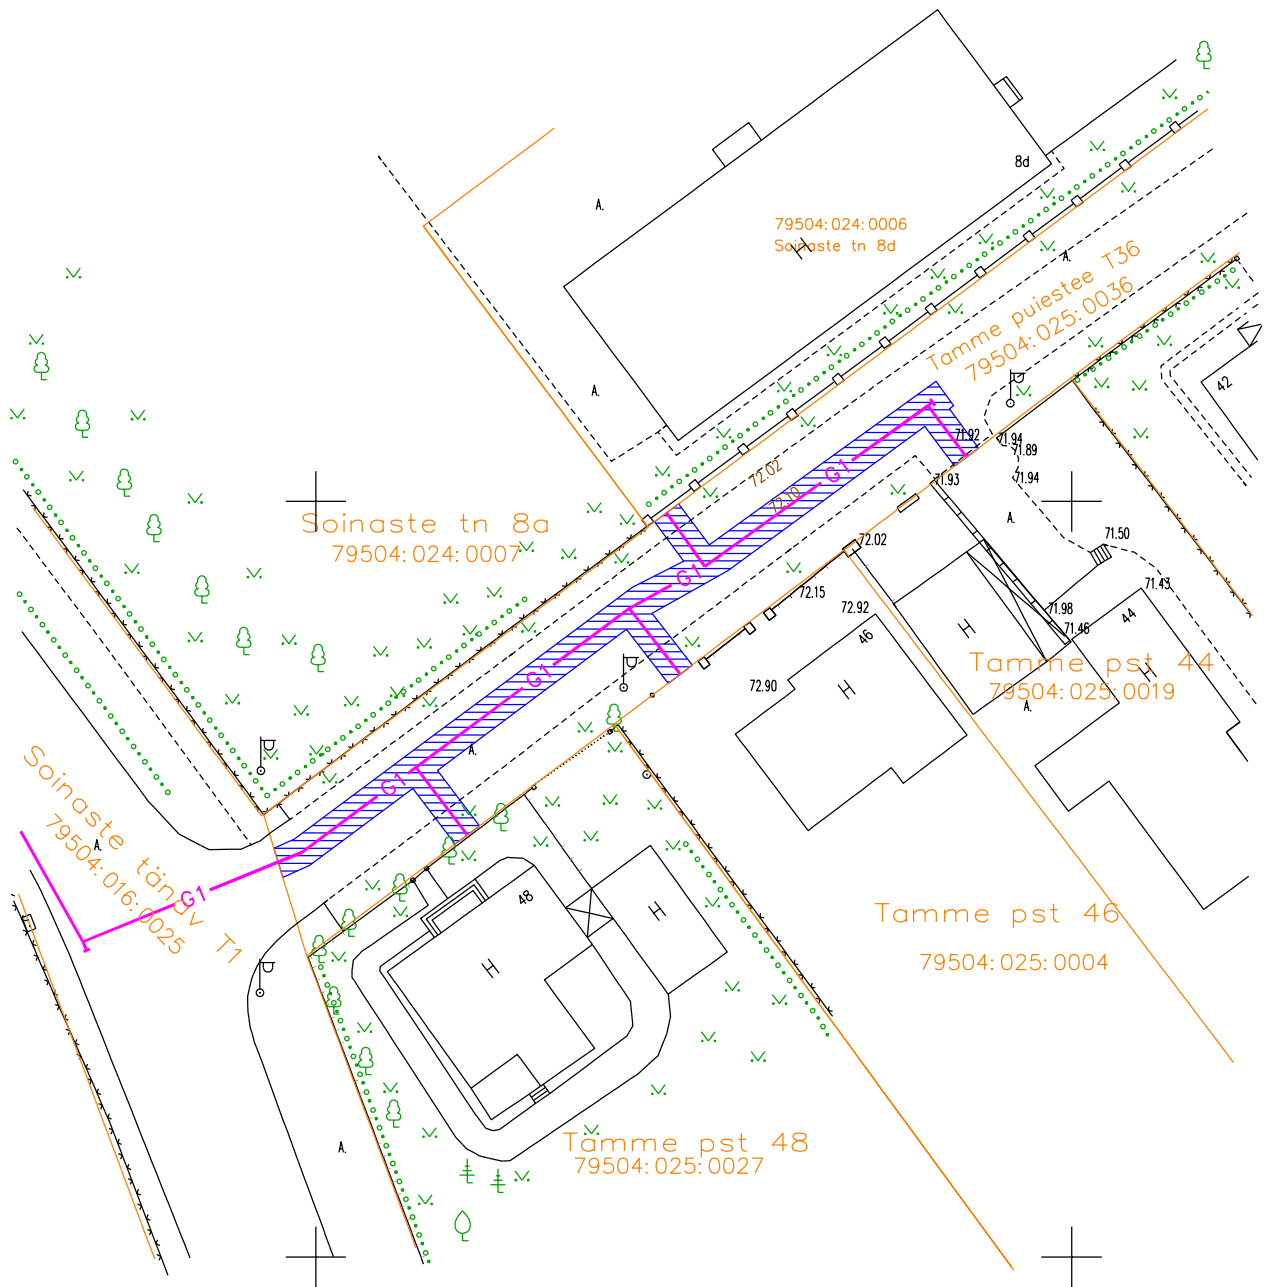 8d
A.
79504:024:0006
Soinaste tn 8d
H
A.
Tamme puiestee T36
79504:025:0036
A.
42
71.92
71.94
71.89
71.94
71.93
72.02
72.10
G1
Soinaste tn 8a
79504:024:0007
A.
71.50
72.02
71.43
72.15
72.92
71.98
71.46
44
46
H
G1
Tamme pst 44
79504:025:0019
H
A.
72.90
H
G1
A.
G1
Soinaste tänav T1
79504:016:0025
A.
G1
48
H
H
Tamme pst 46
79504:025:0004
A.
Tamme pst 48
79504:025:0027